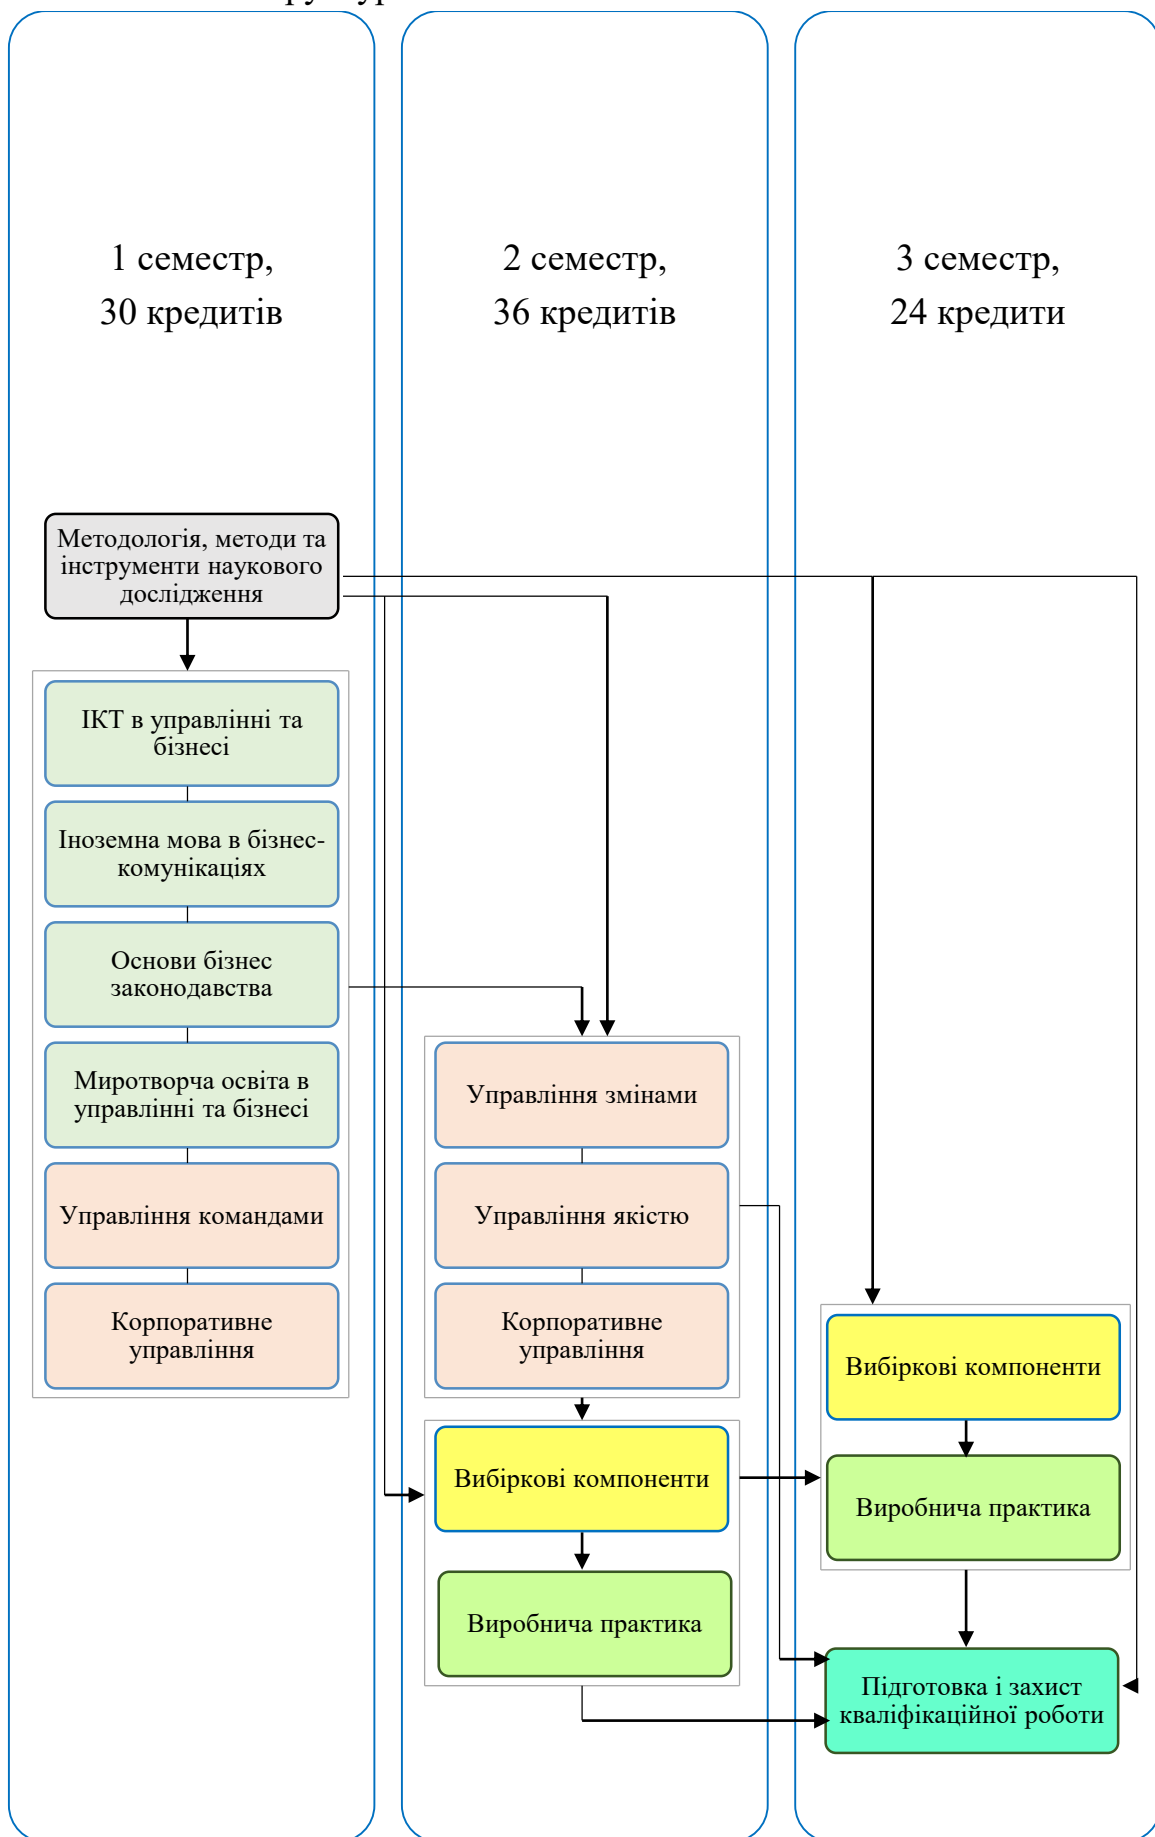 1 семестр,
30 кредитів
2 семестр,
36 кредитів
3 семестр,
24 кредити
Методологія, методи та
інструменти наукового
дослідження
ІКТ в управлінні та
бізнесі
Іноземна мова в бізнес-
комунікаціях
Основи бізнес
законодавства
Миротворча освіта в
управлінні та бізнесі
Управління командами
Корпоративне
управління
Управління змінами
Управління якістю
Корпоративне
управління
Вибіркові компоненти
Виробнича практика
Вибіркові компоненти
Виробнича практика
Підготовка і захист
кваліфікаційної роботи